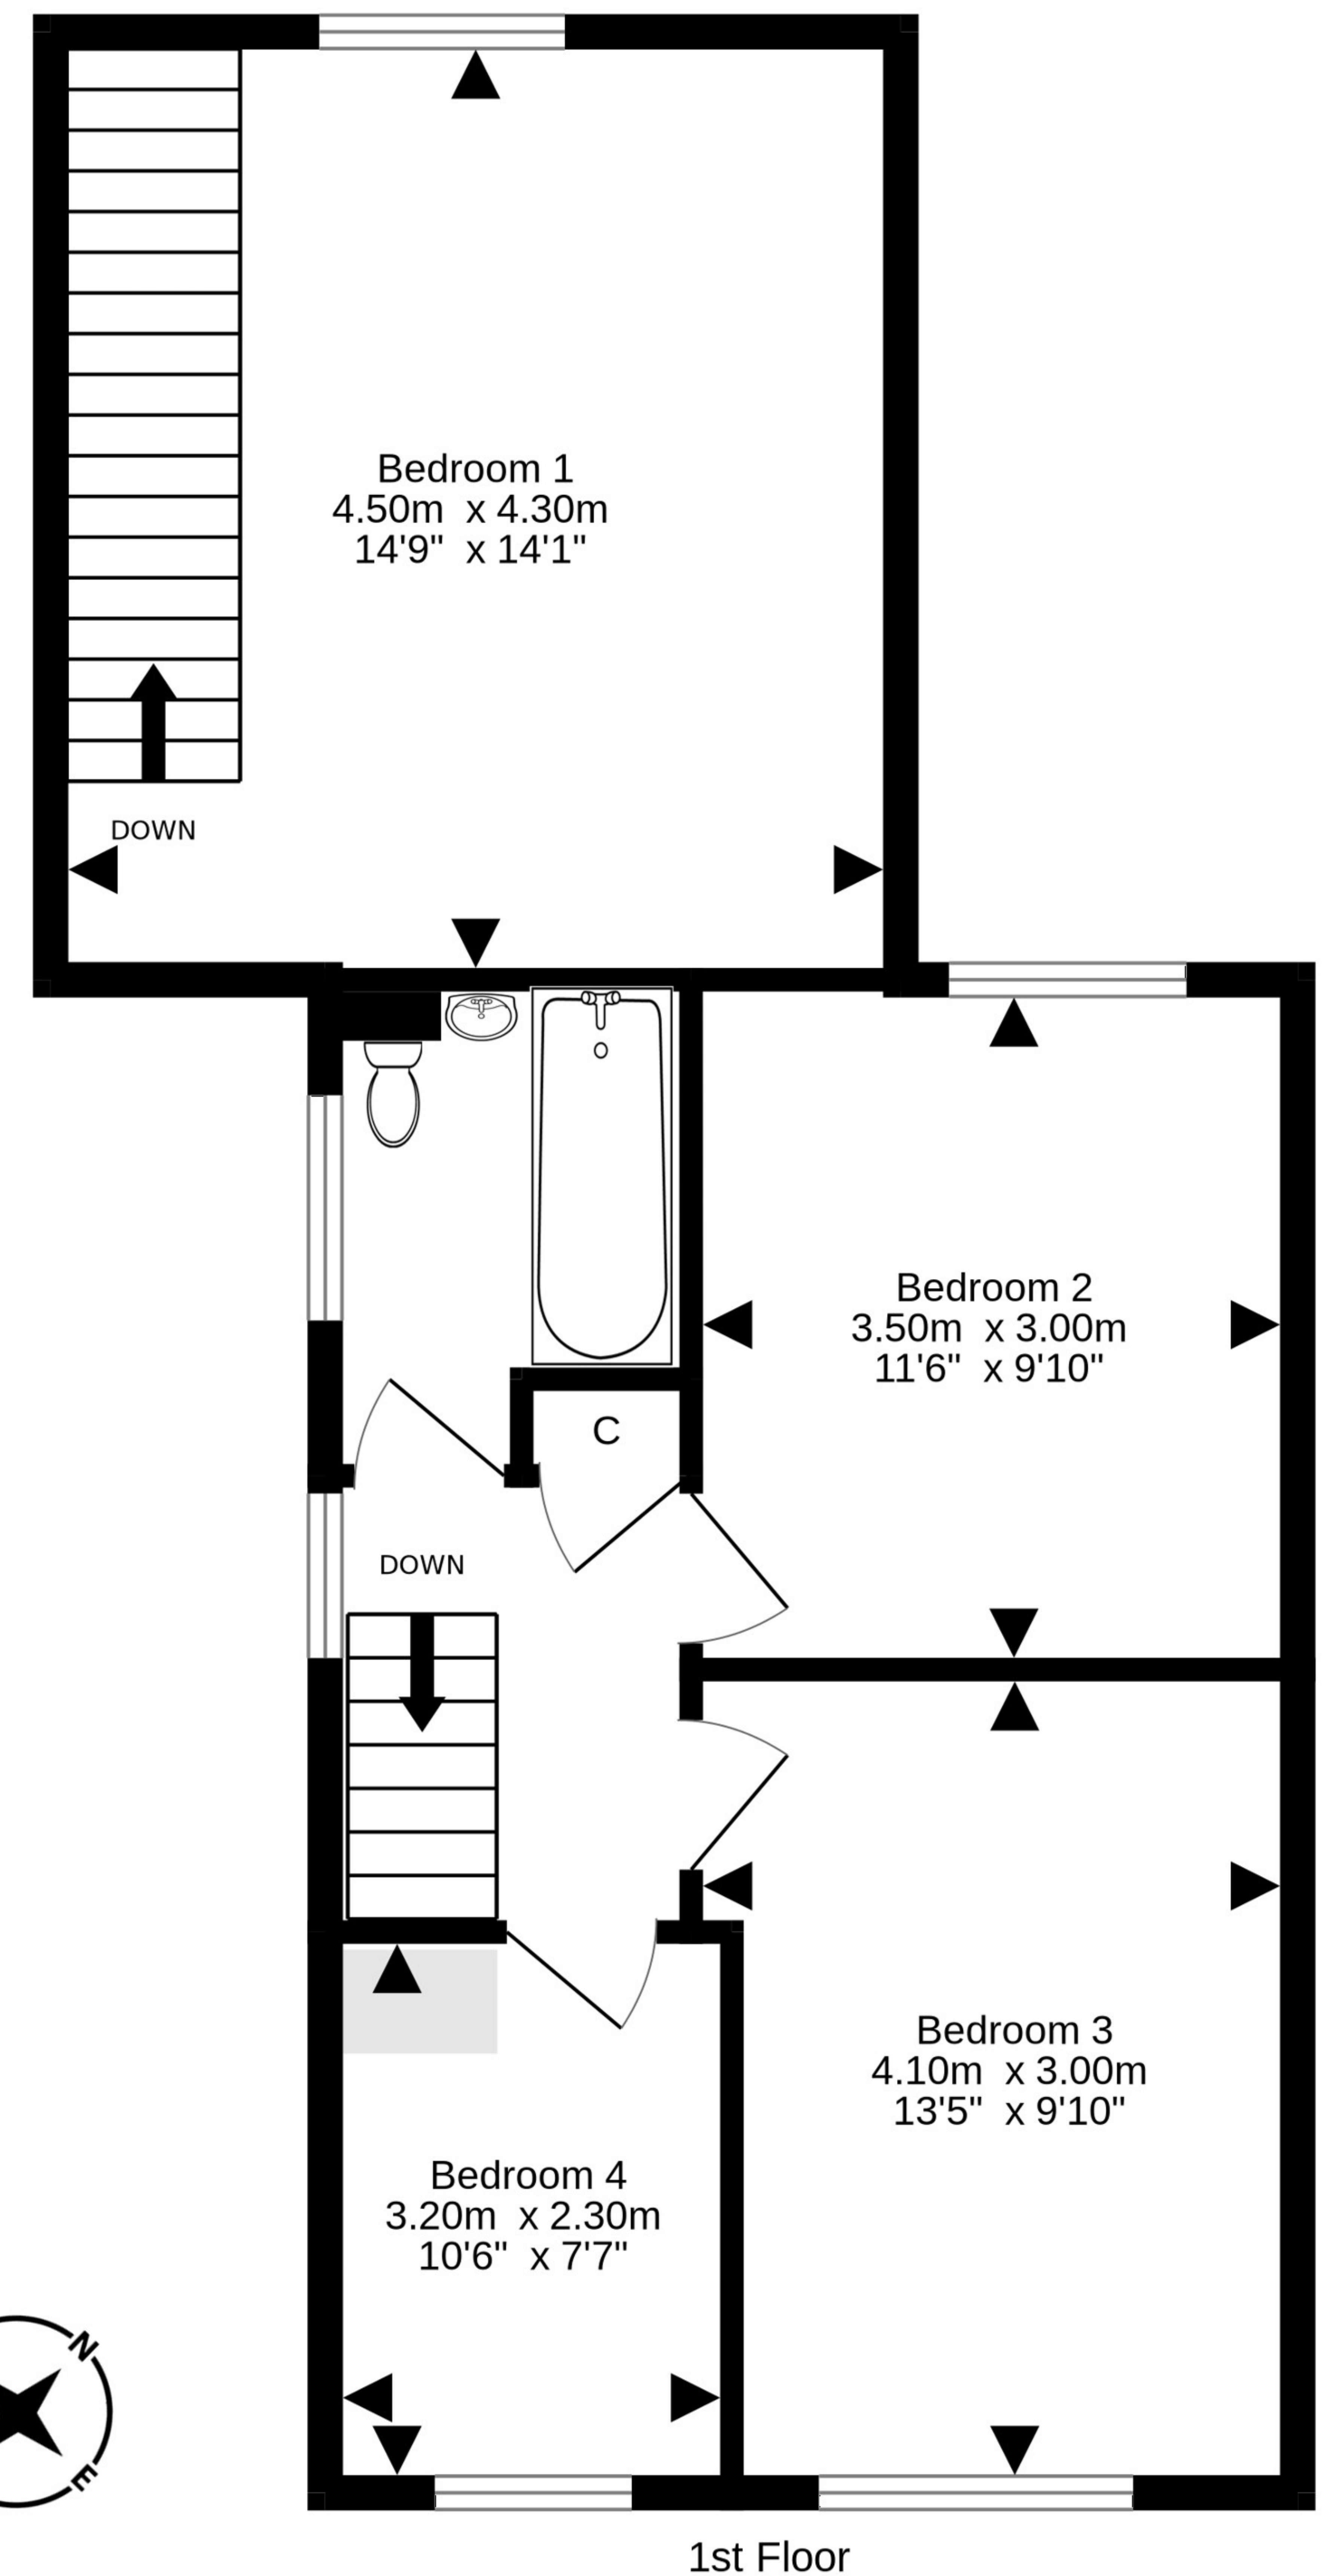 Bedroom 1
4.50m x 4.30m
14'9" x 14'1"
DOWN
Bedroom 2
3.50m x 3.00m
11'6" x 9'10"
C
DOWN
Bedroom 3
4.10m x 3.00m
13'5" x 9'10"
Bedroom 4
3.20m x 2.30m
10'6" x 7'7"
N
E
1st Floor